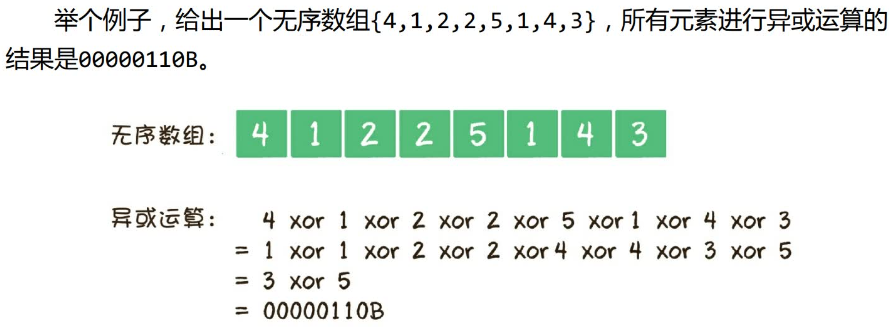 举个例子，给出一个无序数组{4,1,2,2,5,1,4,3}，所有元素进行异或运算的
结果是00000110B。
无序数组： 4 1 2 2 5 1 4 3
异或运算： 4 xor 1 xor 2 xor 2 xor 5 xor 1 xor 4 xor 3
= 1 xor 1 xor 2 xor 2 xor 4 xor 4 xor 3 xor 5
= 3 xor 5
= 00000110B